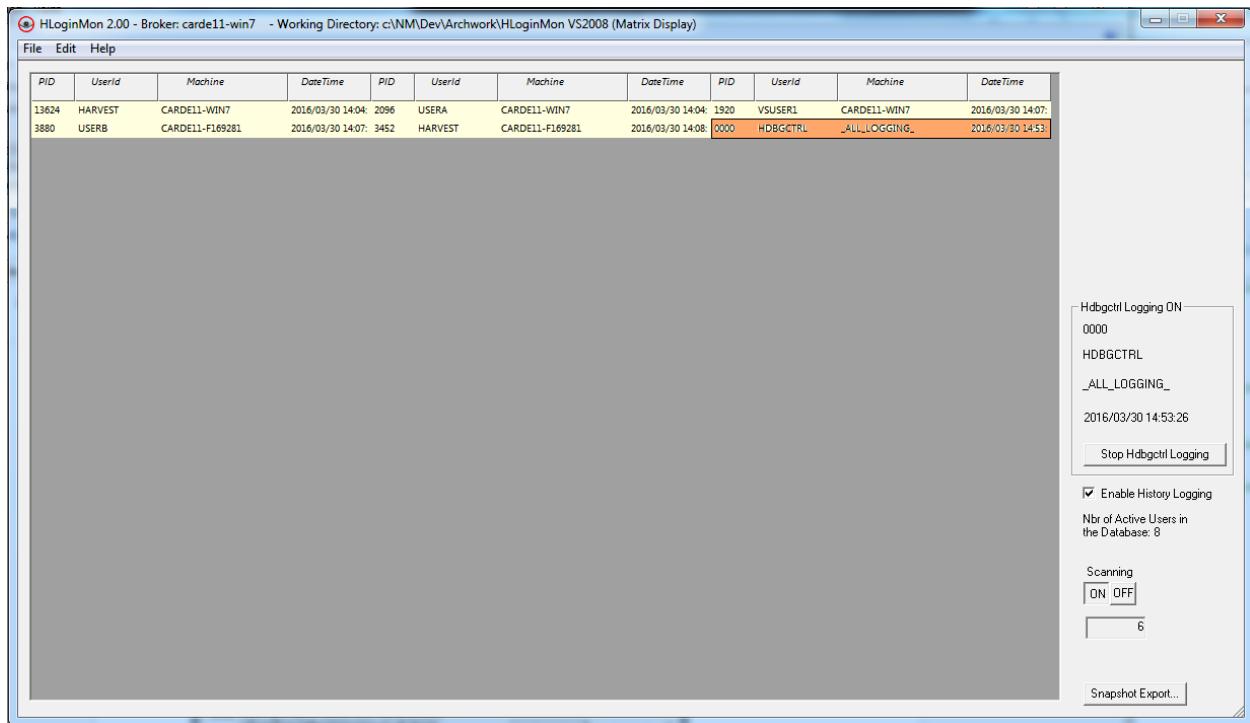 HLoginMon 2.00 - Broker: carde11-win7 - Working Directory: c:\NM\Dev\Archwork\HLoginMon VS2008 (Matrix Display)
File Edit Help
PID UserId Machine DateTime PID UserId Machine DateTime PID UserId Machine DateTime
13624 HARVEST CARDE11-WIN7 2016/03/30 14:04: 2096 USERA CARDE11-WIN7 2016/03/30 14:04: 1920 VSUSER1 CARDE11-WIN7 2016/03/30 14:07:
3880 USERB CARDE11-F169281 2016/03/30 14:07: 3452 HARVEST CARDE11-F169281 2016/03/30 14:08: 0000 HDBGCTRL _ALL_LOGGING_ 2016/03/30 14:53:
Hdbgctrl Logging ON
0000
HDBGCTRL
_ALL_LOGGING_
2016/03/30 14:53:26
Stop Hdbgctrl Logging
Enable History Logging
Nbr of Active Users in
the Database: 8
Scanning
ON OFF
6
Snapshot Export...